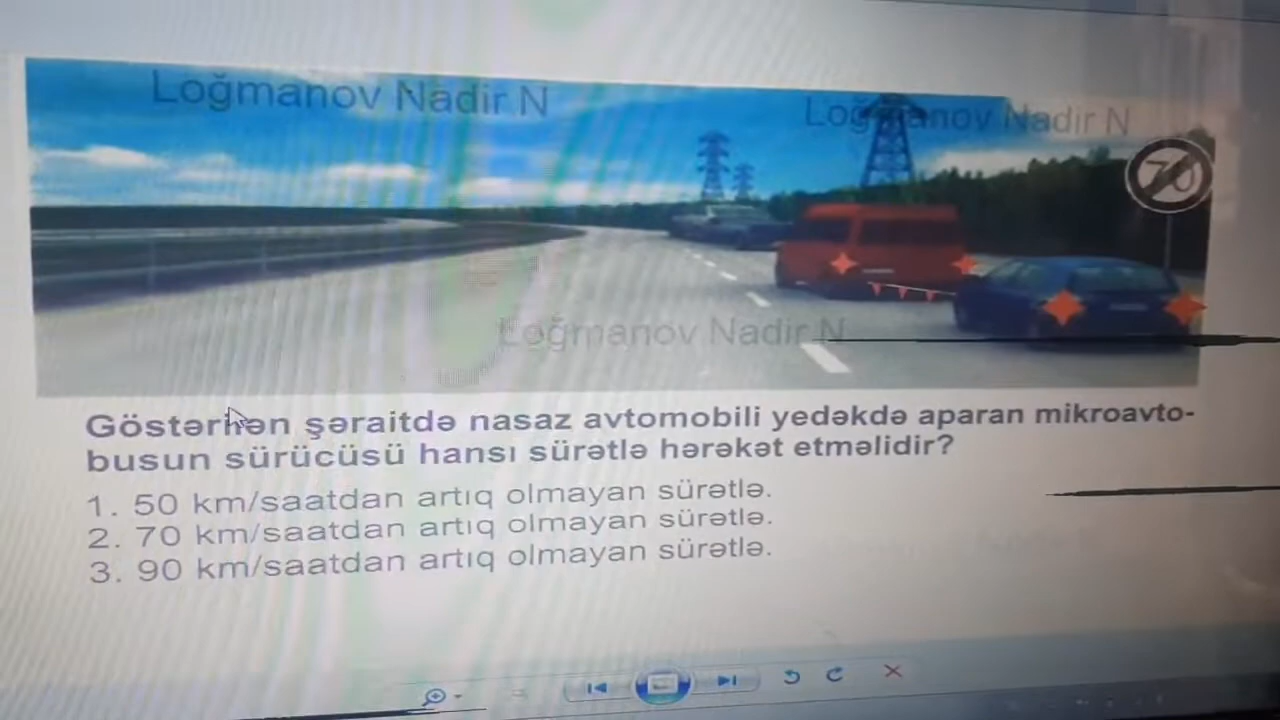 Loğmanov Nadir N
Loğmanov Nadir N
70
Loğmanov Nadir N
Göstərilən şəraitdə nasaz avtomobili yedəkdə aparan mikroavto-
busun sürücüsü hansı sürətlə hərəkət etməlidir?
1. 50 km/saatdan artıq olmayan sürətlə.
2. 70 km/saatdan artıq olmayan sürətlə.
3. 90 km/saatdan artıq olmayan sürətlə.